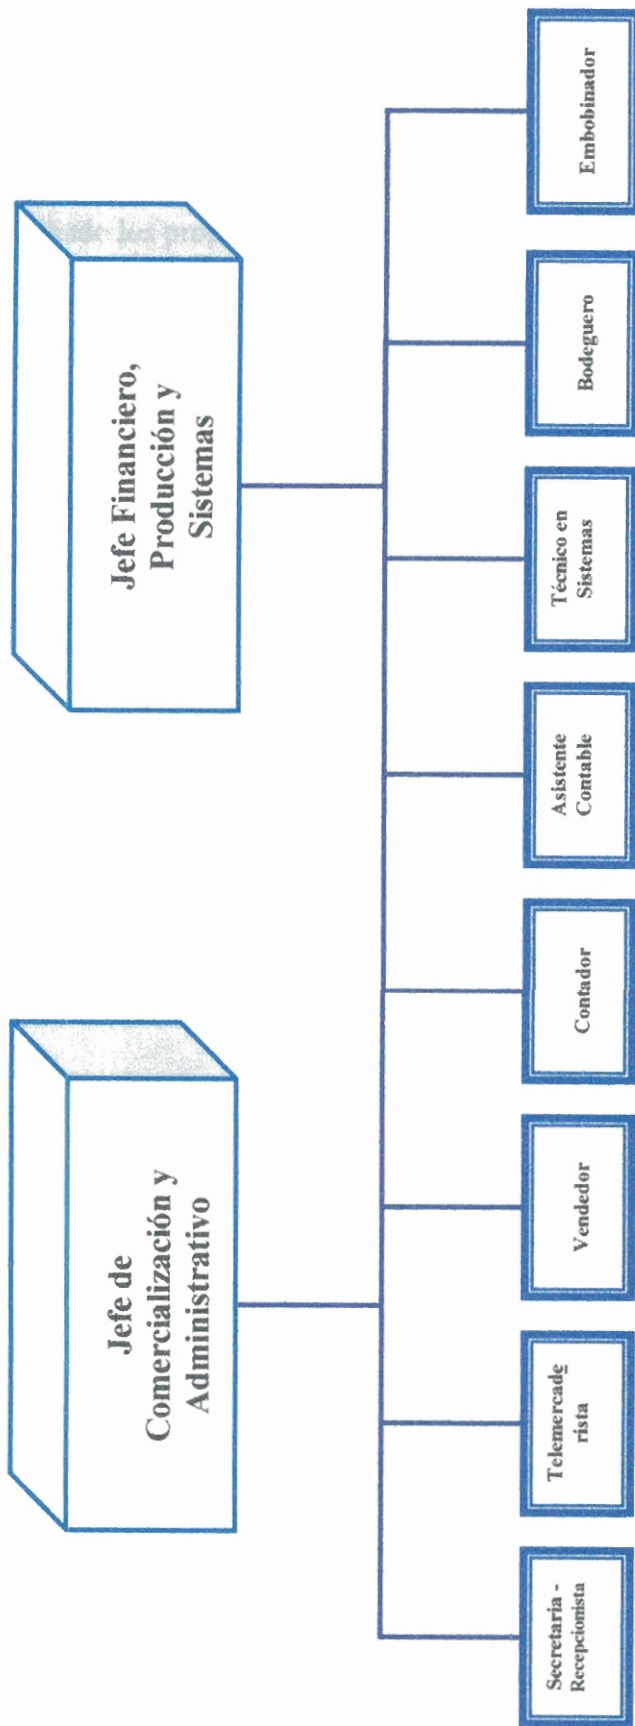 Jefe de
Comercialización y
Administrativo
Jefe Financiero,
Producción y
Sistemas
Secretaria -
Recepcionista
Telemercade
rista
Vendedor
Contador
Asistente
Contable
Técnico en
Sistemas
Bodeguero
Embobinador